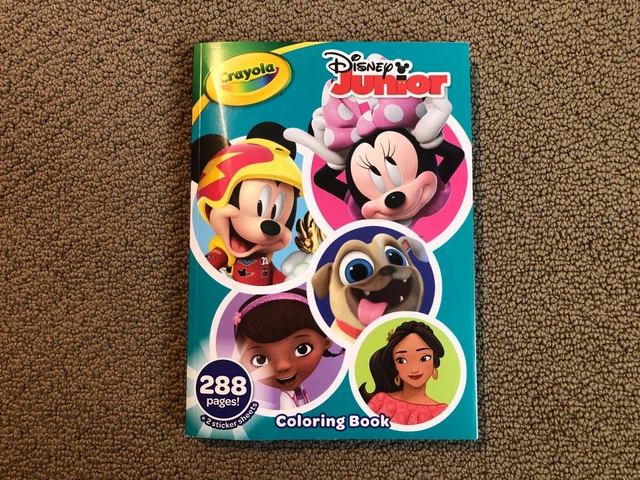 Crayola
Disney
Junior
288
pages!
+ 2 sticker sheets
Coloring Book